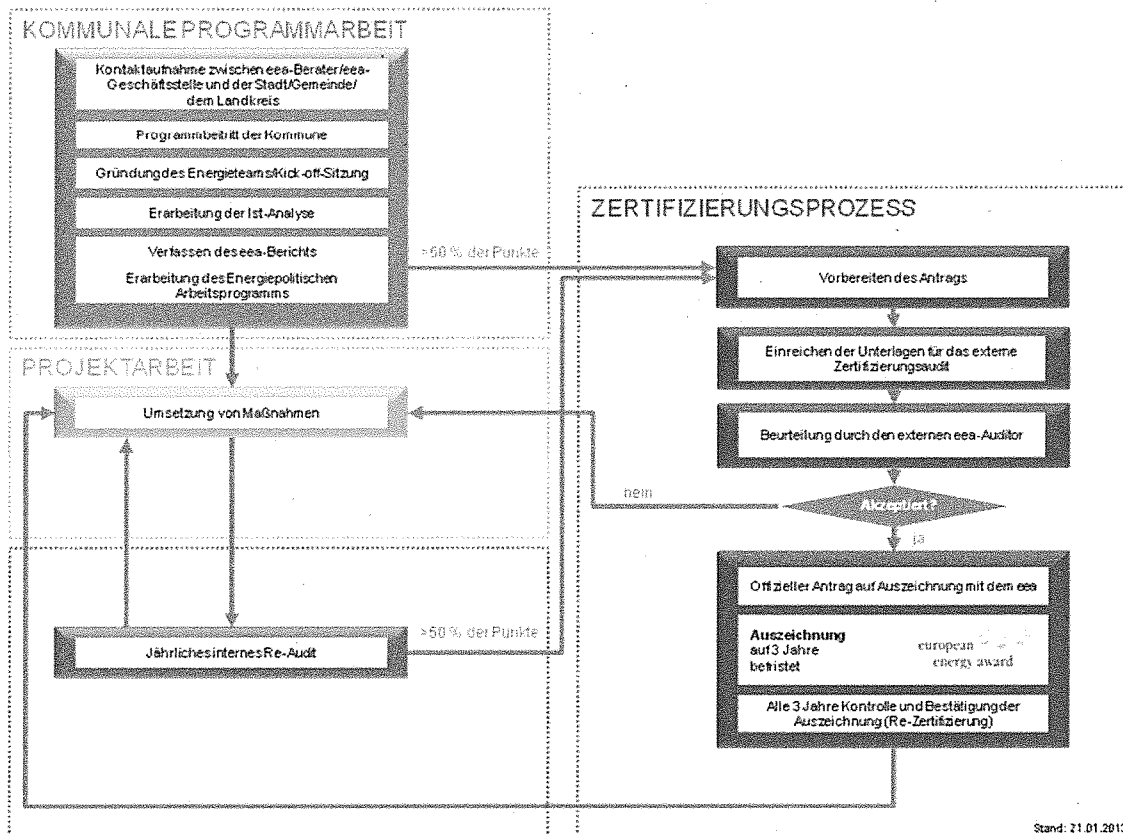 KOMMUNALE PROGRAMMARBEIT
Kontaktaufnahme zwischen eea-Berater/eea-
Geschäftsstelle und der Stadt/Gemeinde/
dem Landkreis
Programmbeitritt der Kommune
Gründung des Energieteams/Kick-off-Sitzung
Erarbeitung der Ist-Analyse
Verfassen des eea-Berichts
Erarbeitung des Energiepolitischen
Arbeitsprogramms
>50 % der Punkte
PROJEKTARBEIT
Umsetzung von Maßnahmen
Jährliches internes Re-Audit
>50 % der Punkte
ZERTIFIZIERUNGSPROZESS
Vorbereiten des Antrags
Einreichen der Unterlagen für das externe
Zertifizierungsaudit
Beurteilung durch den externen eea-Auditor
nein
Akzeptiert?
ja
Offizieller Antrag auf Auszeichnung mit dem eea
Auszeichnung
auf 3 Jahre
befristet
european
energy award
Alle 3 Jahre Kontrolle und Bestätigung der
Auszeichnung (Re-Zertifizierung)
Stand: 21.01.2013